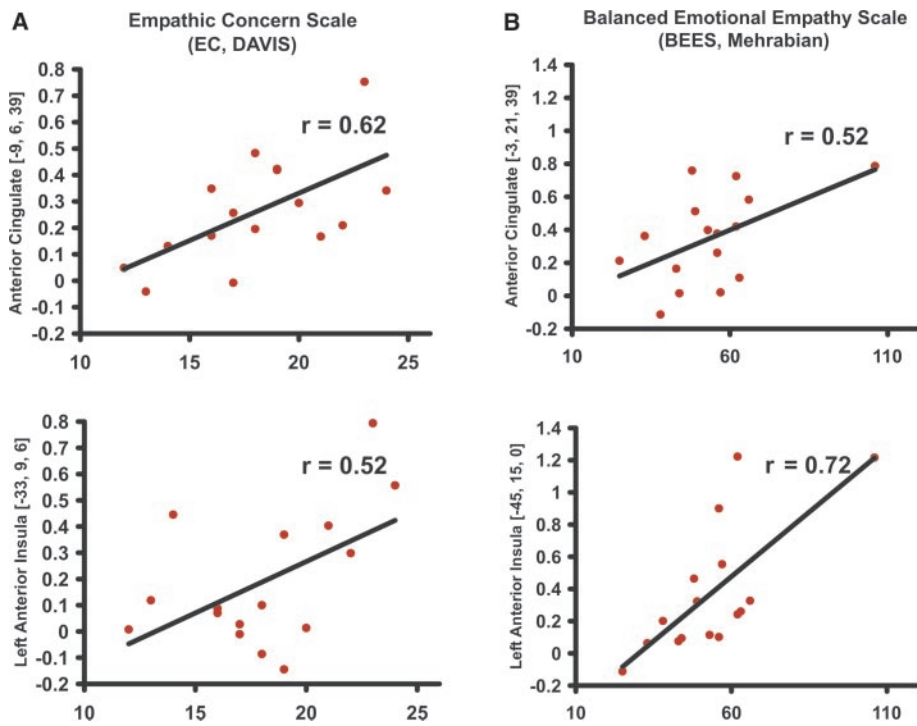 A
Empathic Concern Scale
(EC, DAVIS)
Anterior Cingulate [-9, 6, 39]
0.8
0.7
0.6
0.5
0.4
0.3
0.2
0.1
0
-0.1
-0.2
r = 0.62
10 15 20 25
B
Balanced Emotional Empathy Scale
(BEES, Mehrabian)
Anterior Cingulate [-3, 21, 39]
1.4
1.2
1
0.8
0.6
0.4
0.2
0
-0.2
r = 0.52
10 60 110
Left Anterior Insula [-33, 9, 6]
0.8
0.7
0.6
0.5
0.4
0.3
0.2
0.1
0
-0.1
-0.2
r = 0.52
10 15 20 25
Left Anterior Insula [-45, 15, 0]
1.4
1.2
1
0.8
0.6
0.4
0.2
0
-0.2
r = 0.72
10 60 110